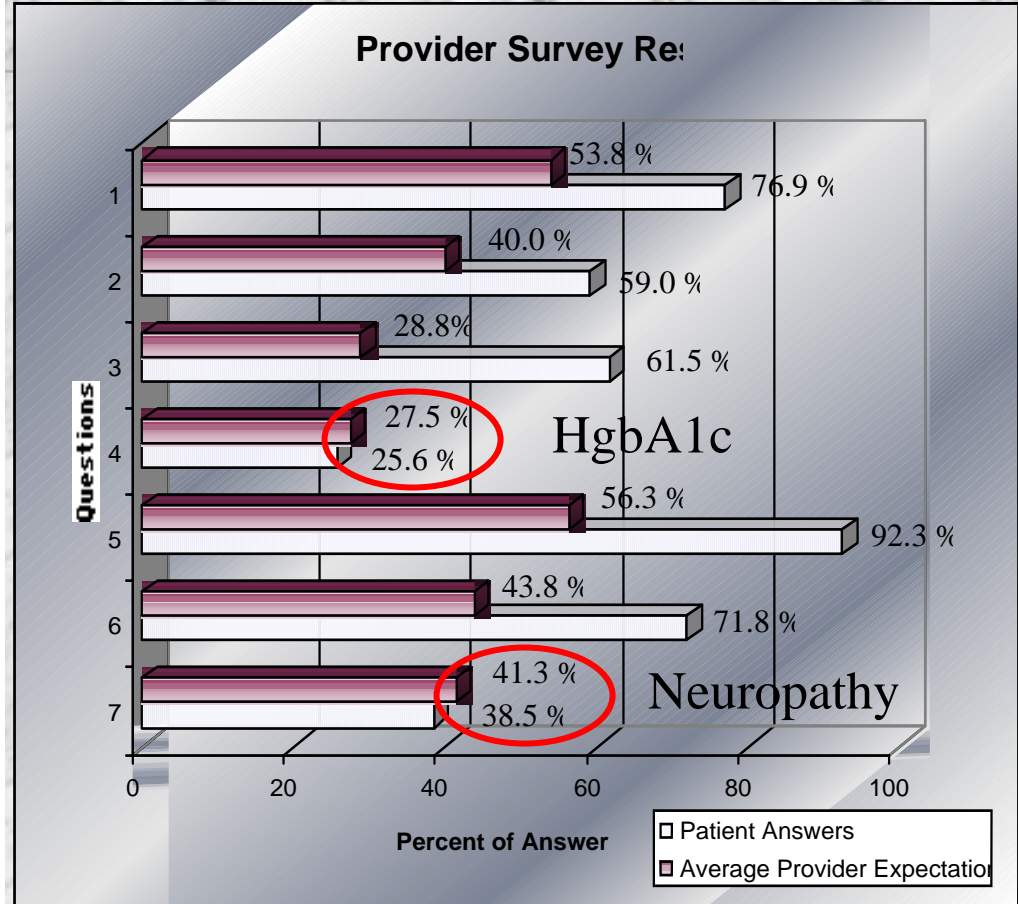 Provider Survey Res
53.8 %
1
76.9 %
40.0 %
2
59.0 %
28.8%
3
61.5 %
27.5 %
HgbA1c
4
25.6 %
Questions
56.3 %
5
92.3 %
43.8 %
6
71.8 %
41.3 %
Neuropathy
7
38.5 %
0 20 40 60 80 100
Percent of Answer
Patient Answers
Average Provider Expectation